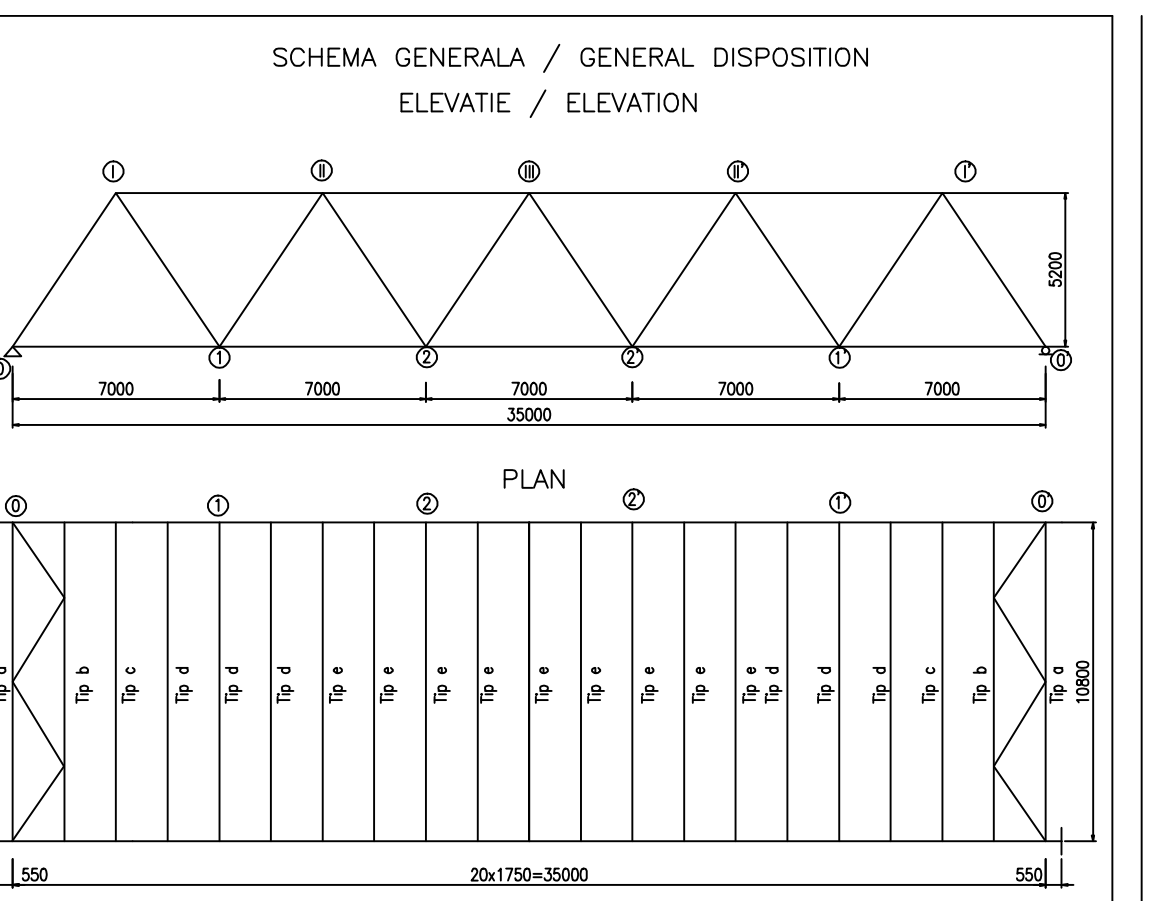 SCHEMA GENERALA / GENERAL DISPOSITION
ELEVATIE / ELEVATION
I II III II' I'
5200
0 1 2 2' 1' 0'
7000 7000 7000 7000 7000
35000
PLAN
0 1 2 2' 1' 0'
Tip a Tip b Tip c Tip d Tip d Tip d Tip e Tip e Tip e Tip e Tip e Tip e Tip e Tip e Tip e Tip d Tip d Tip d Tip c Tip b Tip a 10800
550 20x1750=35000 550